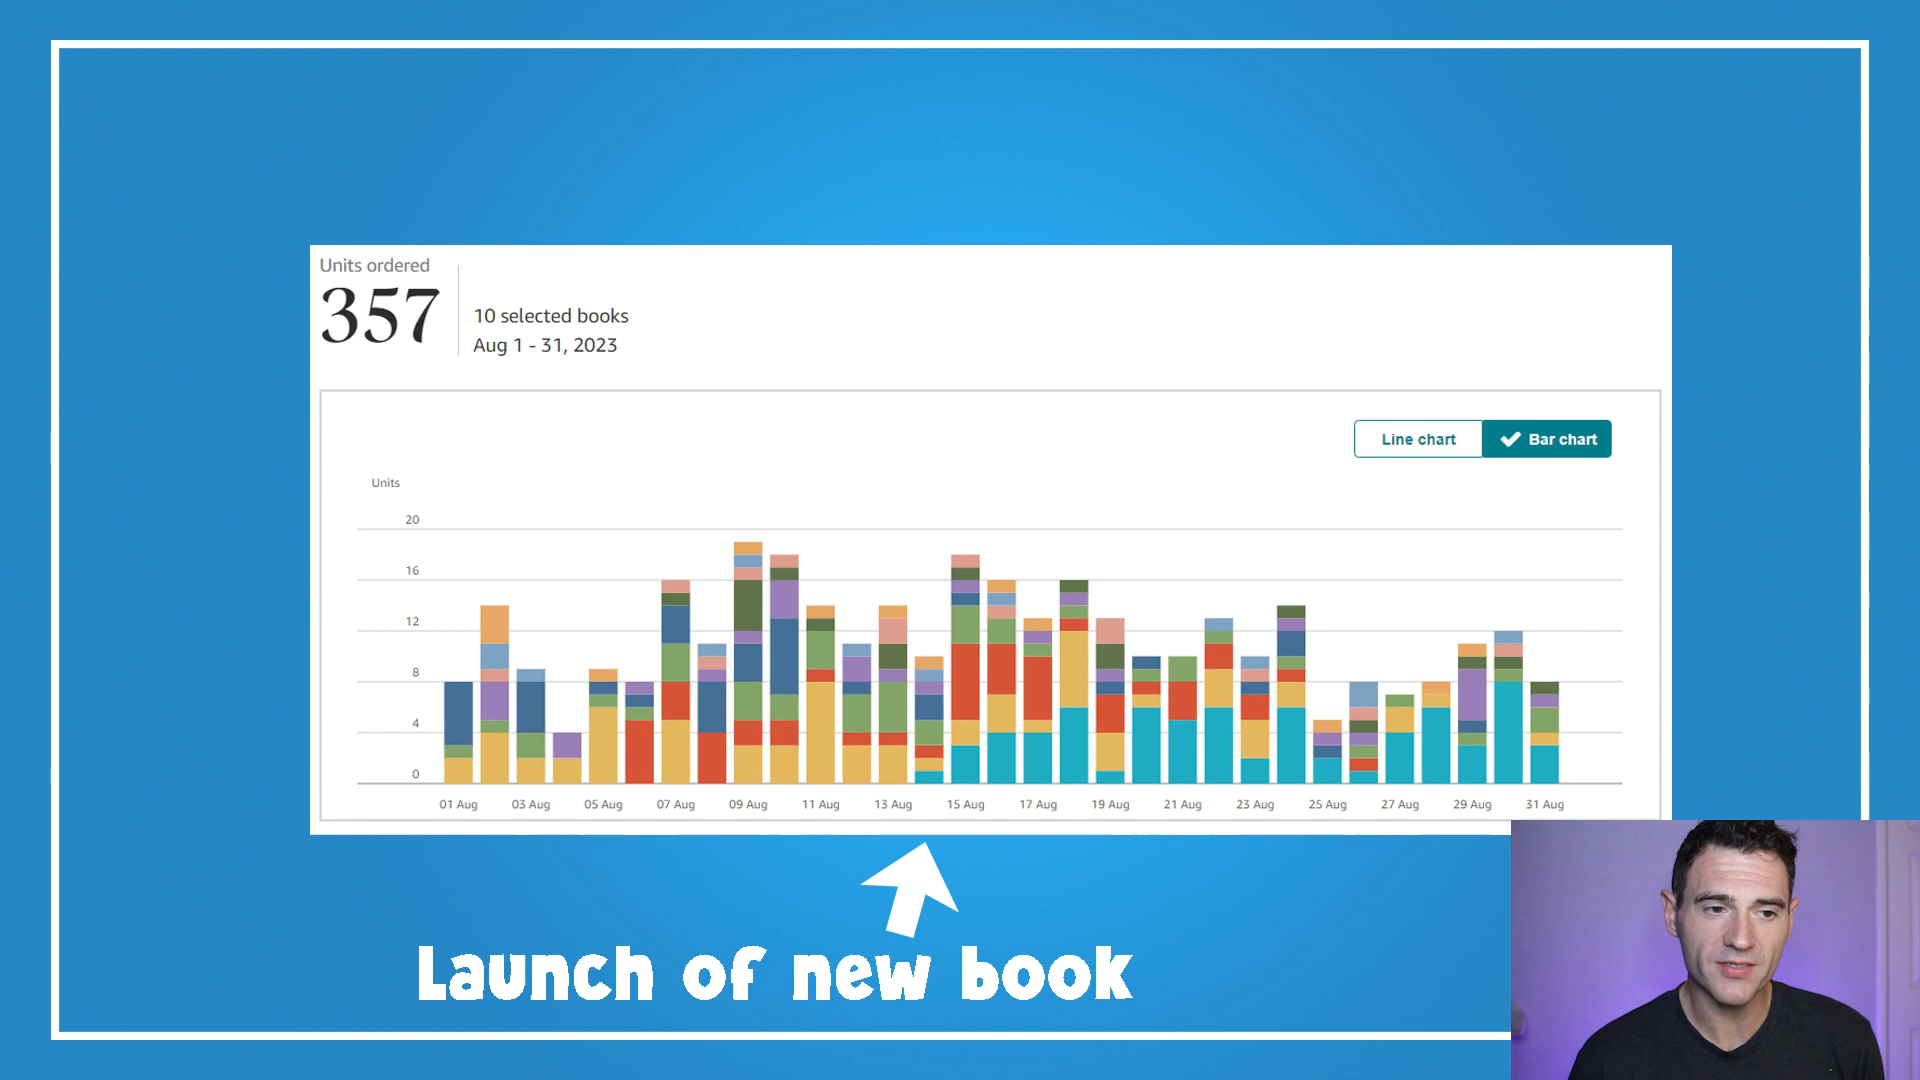 Units ordered
357
10 selected books
Aug 1 - 31, 2023
Line chart
Bar chart
Units
20
16
12
8
4
0
01 Aug 03 Aug 05 Aug 07 Aug 09 Aug 11 Aug 13 Aug 15 Aug 17 Aug 19 Aug 21 Aug 23 Aug 25 Aug 27 Aug 29 Aug 31 Aug
Launch of new book